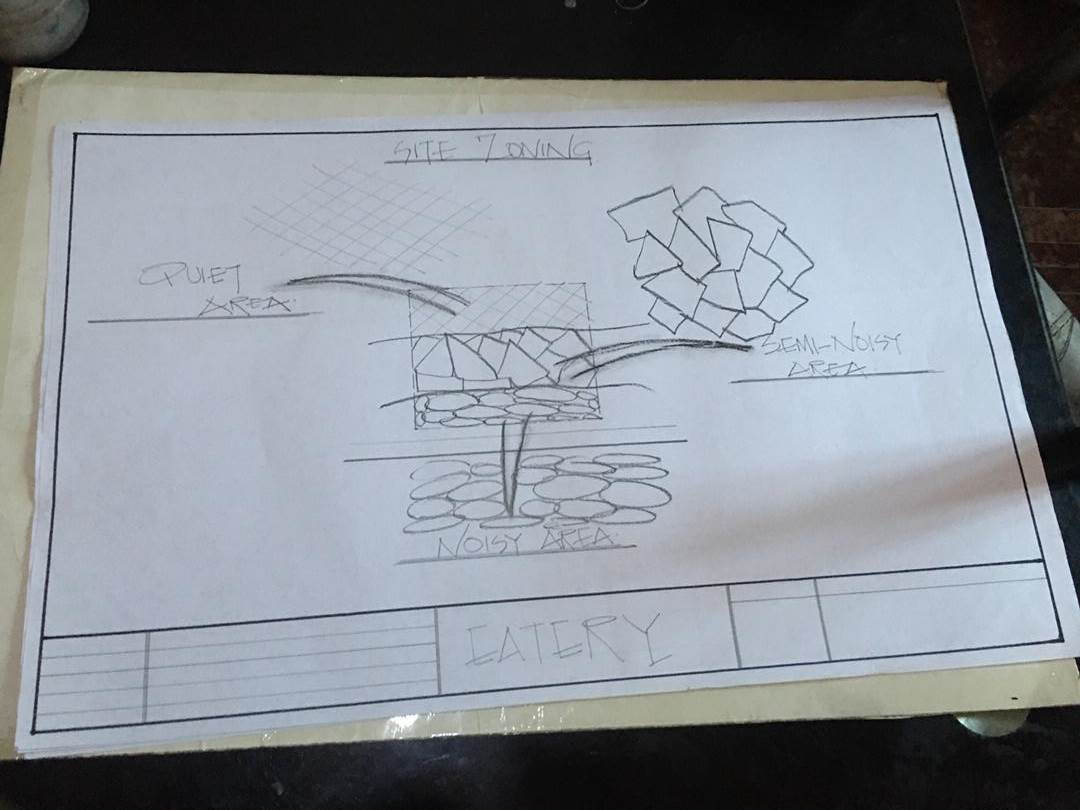 SITE ZONING
QUIET
AREA.
SEMI-NOISY
AREA
NOISY AREA.
EATERY